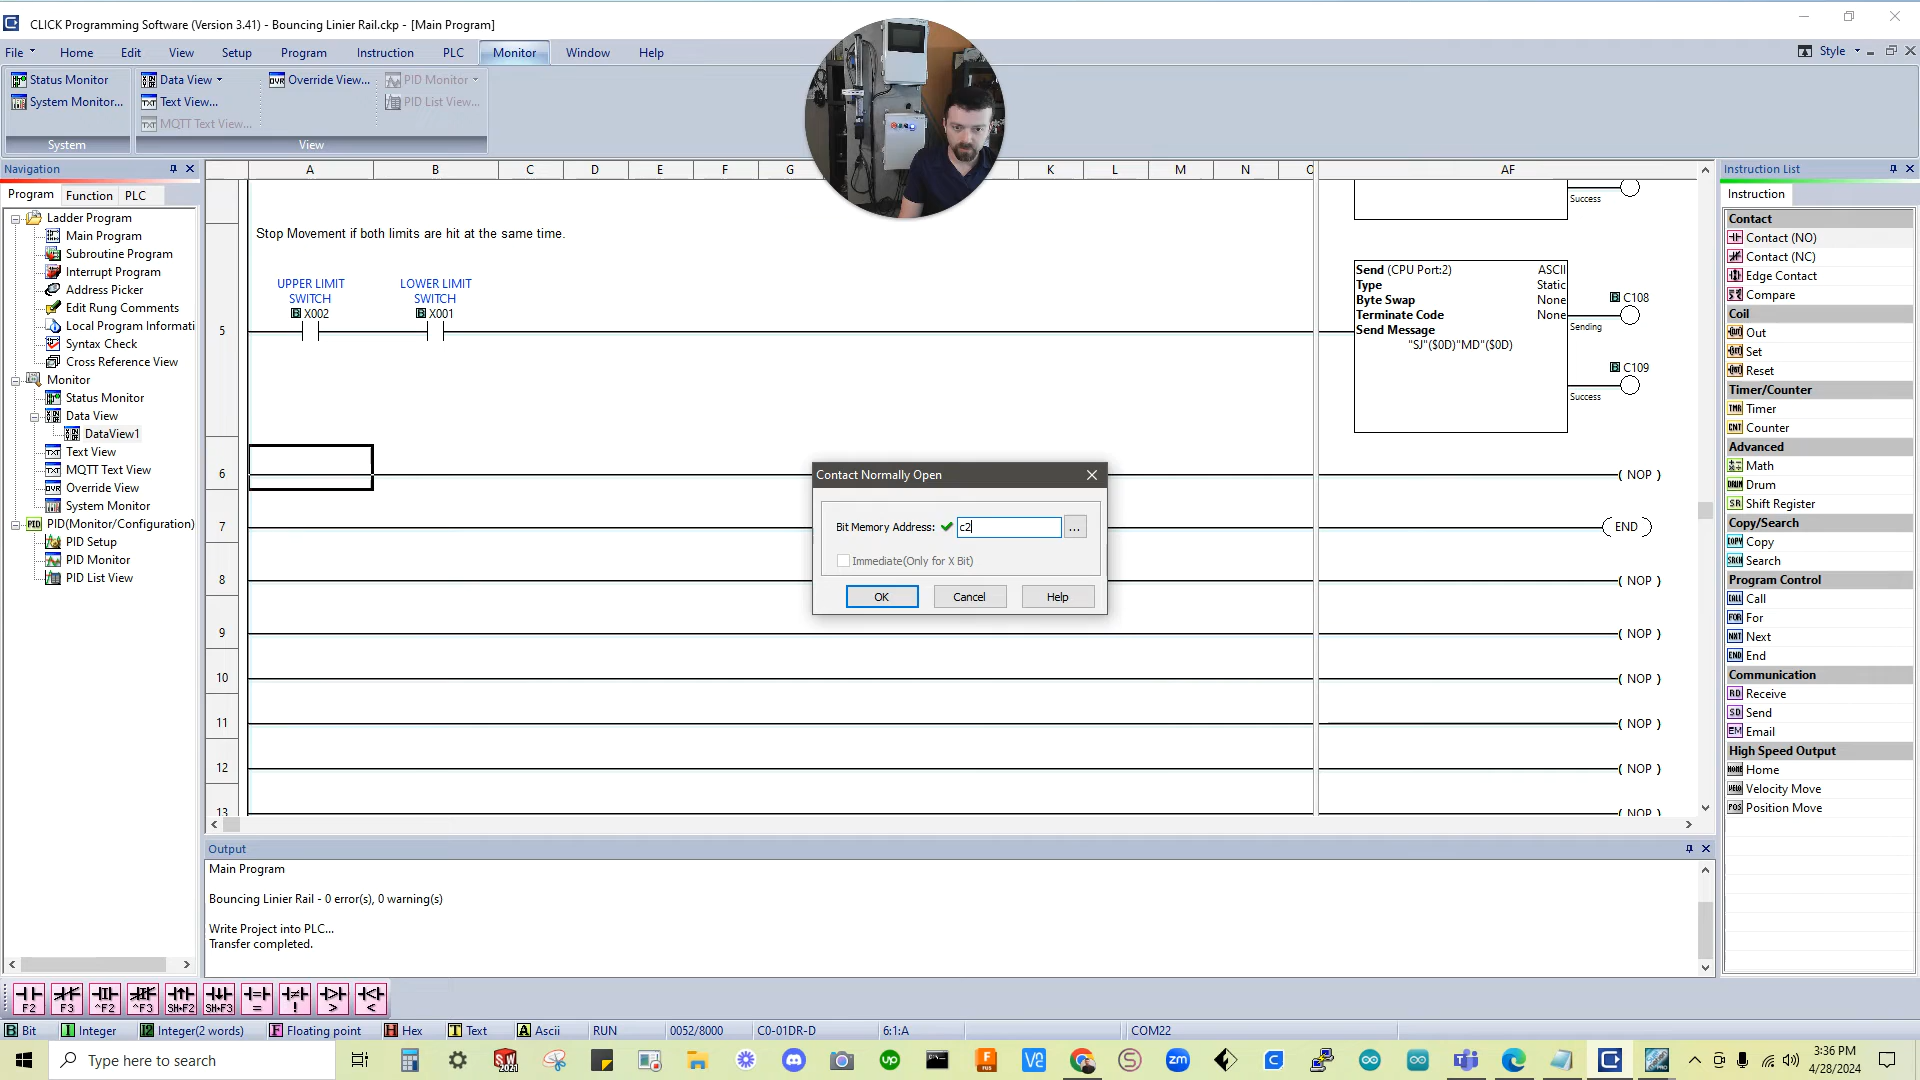 CLICK Programming Software (Version 3.41) - Bouncing Linier Rail.ckp - [Main Program]
File Home Edit View Setup Program Instruction PLC Monitor Window Help Style
Status Monitor
System Monitor...
System
Data View
Text View...
MQTT Text View...
Override View...
PID Monitor
PID List View...
View
Navigation
Program Function PLC
Ladder Program
Main Program
Subroutine Program
Interrupt Program
Address Picker
Edit Rung Comments
Local Program Informati
Syntax Check
Cross Reference View
Monitor
Status Monitor
Data View
DataView1
Text View
MQTT Text View
Override View
System Monitor
PID(Monitor/Configuration)
PID Setup
PID Monitor
PID List View
A B C D E F G K L M N AF
Success
Stop Movement if both limits are hit at the same time.
UPPER LIMIT
SWITCH
X002
LOWER LIMIT
SWITCH
X001
5
Send (CPU Port:2) ASCII
Type Static
Byte Swap None
Terminate Code None
Send Message
"SJ"($0D)"MD"($0D)
C108
Sending
C109
Success
6 ( NOP )
7 ( END )
8 ( NOP )
9 ( NOP )
10 ( NOP )
11 ( NOP )
12 ( NOP )
13 ( NOP )
Contact Normally Open
Bit Memory Address: c2 ...
Immediate(Only for X Bit)
OK Cancel Help
Instruction List
Instruction
Contact
Contact (NO)
Contact (NC)
Edge Contact
Compare
Coil
Out
Set
Reset
Timer/Counter
Timer
Counter
Advanced
Math
Drum
Shift Register
Copy/Search
Copy
Search
Program Control
Call
For
Next
End
Communication
Receive
Send
Email
High Speed Output
Home
Velocity Move
Position Move
Output
Main Program
Bouncing Linier Rail - 0 error(s), 0 warning(s)
Write Project into PLC...
Transfer completed.
F2 F3 ^F2 ^F3 SH+F2 SH+F3 = ! > <
Bit Integer Integer(2 words) Floating point Hex Text Ascii RUN 0052/8000 C0-01DR-D 6:1:A COM22
Type here to search
3:36 PM
4/28/2024